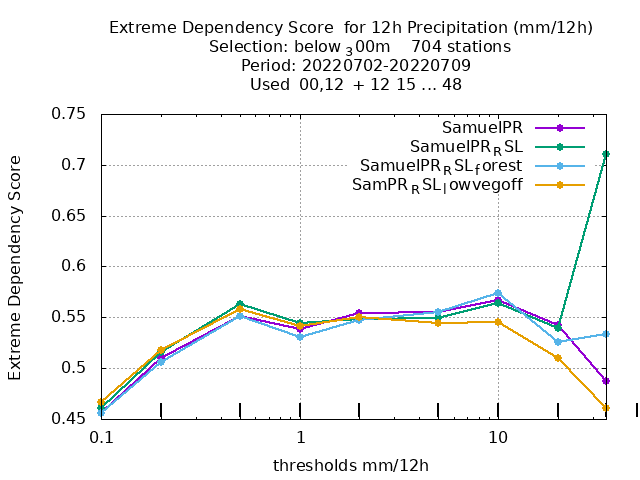 Extreme Dependency Score  for 12h Precipitation (mm/12h)
Selection: below ₃00m    704 stations
Period: 20220702-20220709
Used  00,12  + 12 15 ... 48
0.75
0.7
0.65
0.6
0.55
0.5
0.45
Extreme Dependency Score
SamuelPR
SamuelPR_RSL
SamuelPR_RSL_forest
SamPR_RSL_lowvegoff
0.1
1
10
thresholds mm/12h